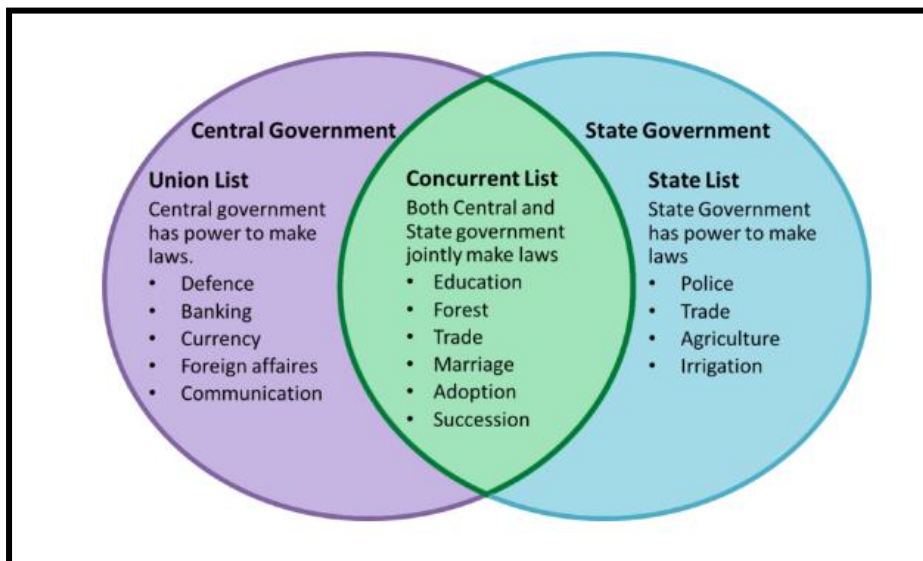 Central Government
State Government
Union List
Central government
has power to make
laws.
• Defence
• Banking
• Currency
• Foreign affaires
• Communication
Concurrent List
Both Central and
State government
jointly make laws
• Education
• Forest
• Trade
• Marriage
• Adoption
• Succession
State List
State Government
has power to make
laws
• Police
• Trade
• Agriculture
• Irrigation